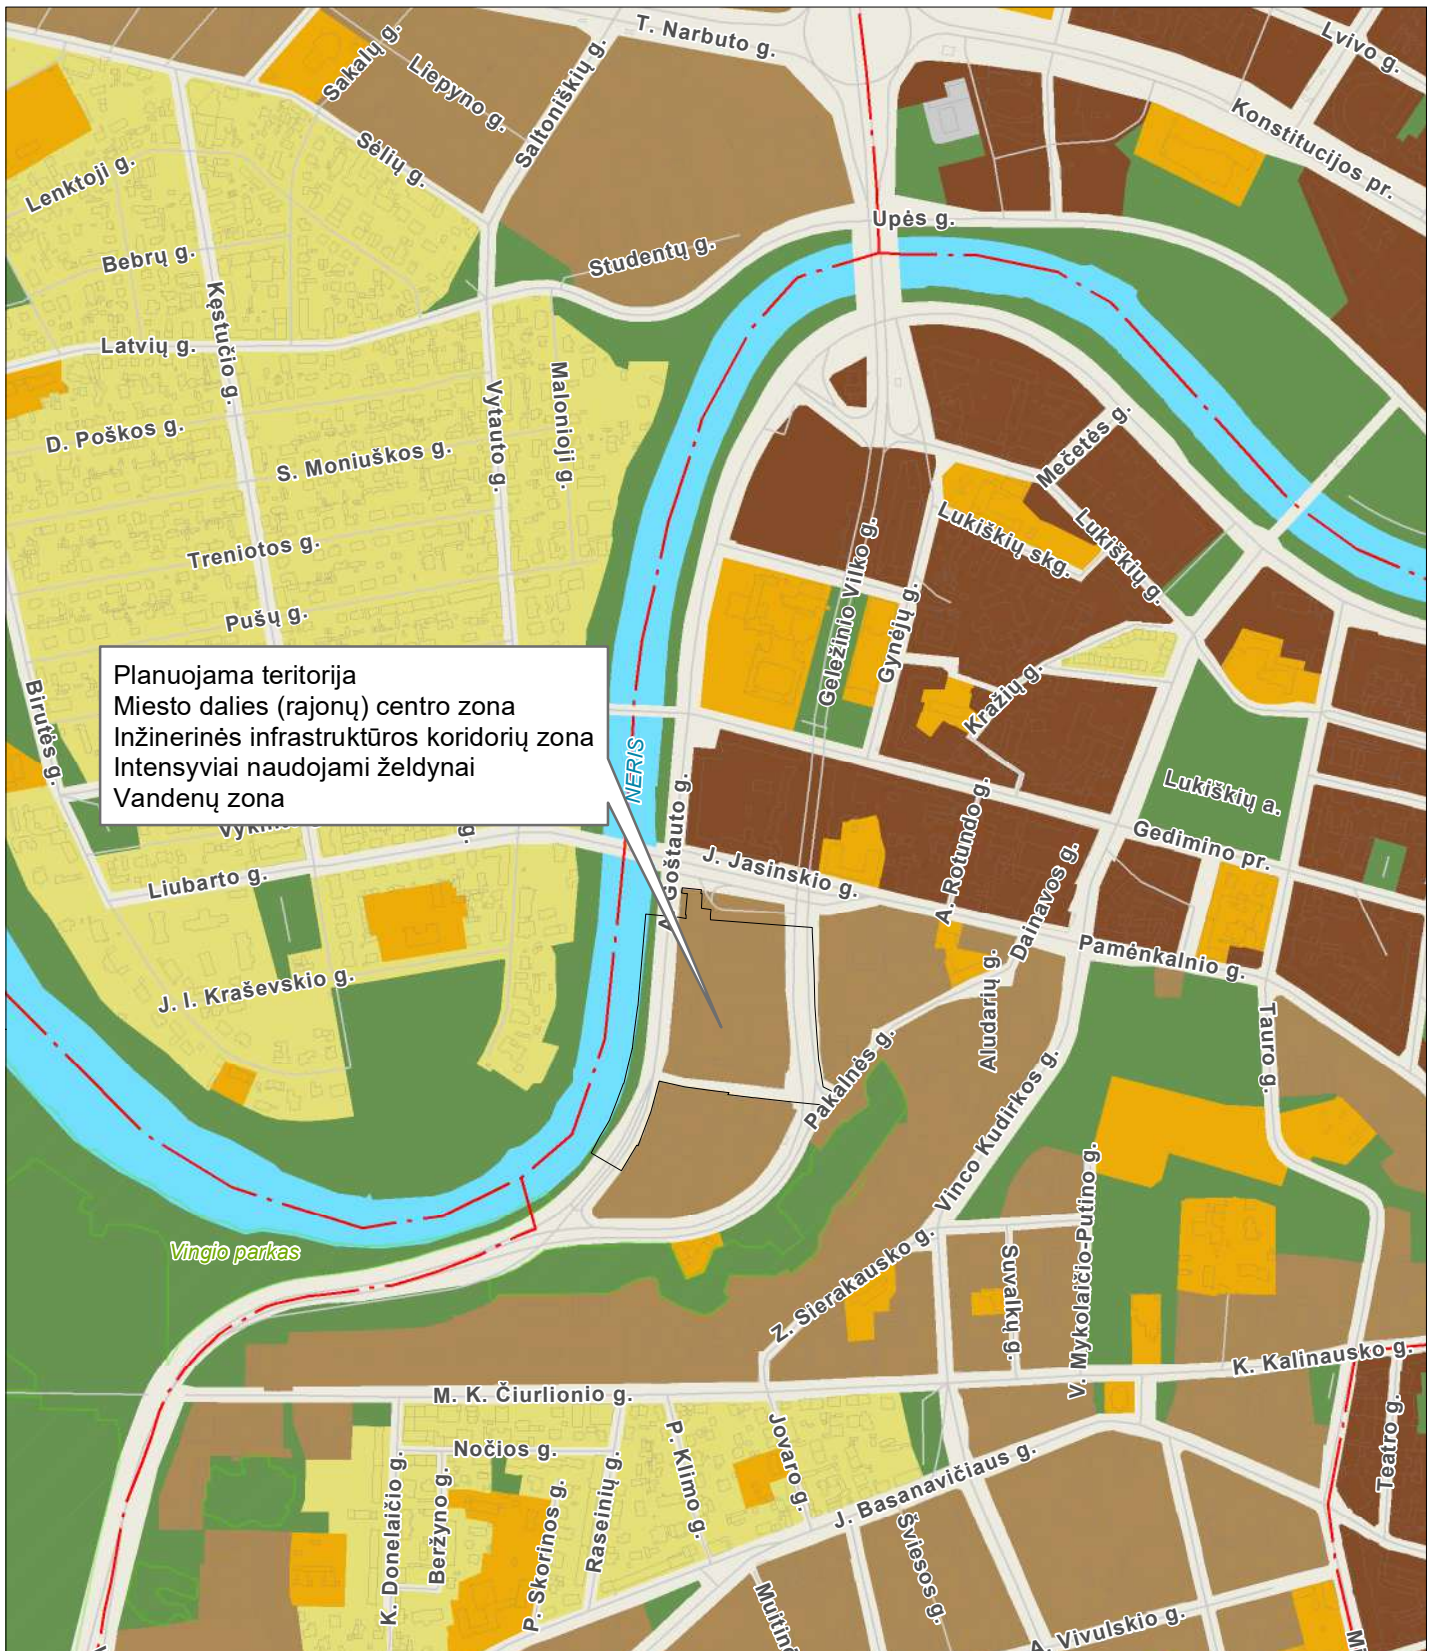 T. Narbuto g.
Lvivo g.
Sakalų g.
Liepyno g.
Saltoniškių g.
Konstitucijos pr.
Sėlių g.
Lenktoji g.
Upės g.
Studentų g.
Bebrų g.
Kęstučio g.
Latvių g.
Vytauto g.
Malonioji g.
D. Poškos g.
S. Moniuškos g.
Mečetės g.
Lukiškių skg.
Lukiškių g.
Treniotos g.
Geležinio Vilko g.
Gynėjų g.
Pušų g.
Birutės g.
Planuojama teritorija
Miesto dalies (rajonų) centro zona
Inžinerinės infrastruktūros koridorių zona
Intensyviai naudojami želdynai
Vandenų zona
Kražių g.
NERIS
Lukiškių a.
A. Goštauto g.
A. Rotundo g.
Gedimino pr.
g.
J. Jasinskio g.
Liubarto g.
Dainavos g.
Pamėnkalnio g.
J. I. Kraševskio g.
Aludarių g.
Pakalnės g.
Tauro g.
Vinco Kudirkos g.
V. Mykolaičio-Putino g.
Vingio parkas
Z. Sierakausko g.
Suvalkų g.
K. Kalinausko g.
M. K. Čiurlionio g.
Teatro g.
Nočios g.
P. Klimo g.
Jovaro g.
J. Basanavičiaus g.
K. Donelaičio g.
Beržyno g.
P. Skorinos g.
Raseinių g.
Šviesos g.
A. Vivulskio g.